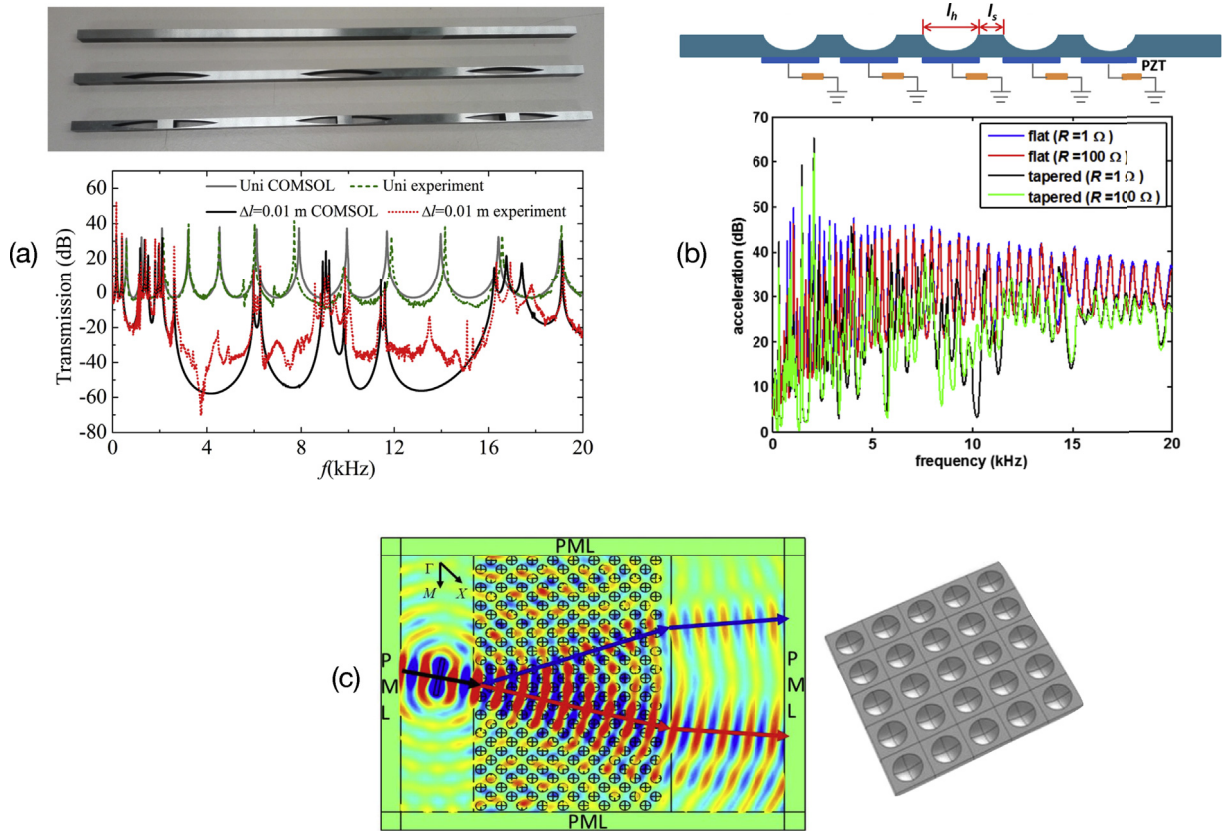 (a)
60
40
20
0
-20
-40
-60
-80
Transmission (dB)
Uni COMSOL
Uni experiment
Δl=0.01 m COMSOL
Δl=0.01 m experiment
0 4 8 12 16 20
f(kHz)
(b)
l_h l_s
PZT
70
60
50
40
30
20
10
0
acceleration (dB)
flat (R =1 Ω )
flat (R =100 Ω )
tapered (R =1 Ω )
tapered (R =100 Ω )
0 5 10 15 20
frequency (kHz)
(c)
PML
Γ
M X
P
M
L
P
M
L
PML